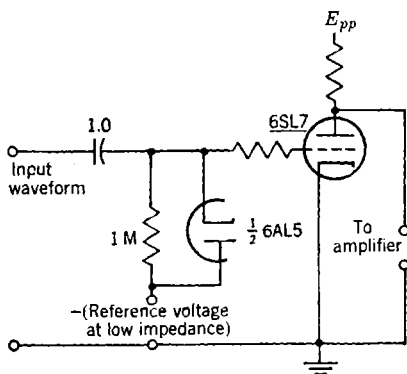 E_pp
6SL7
1.0
Input
waveform
1 M
½ 6AL5
To
amplifier
−(Reference voltage
at low impedance)